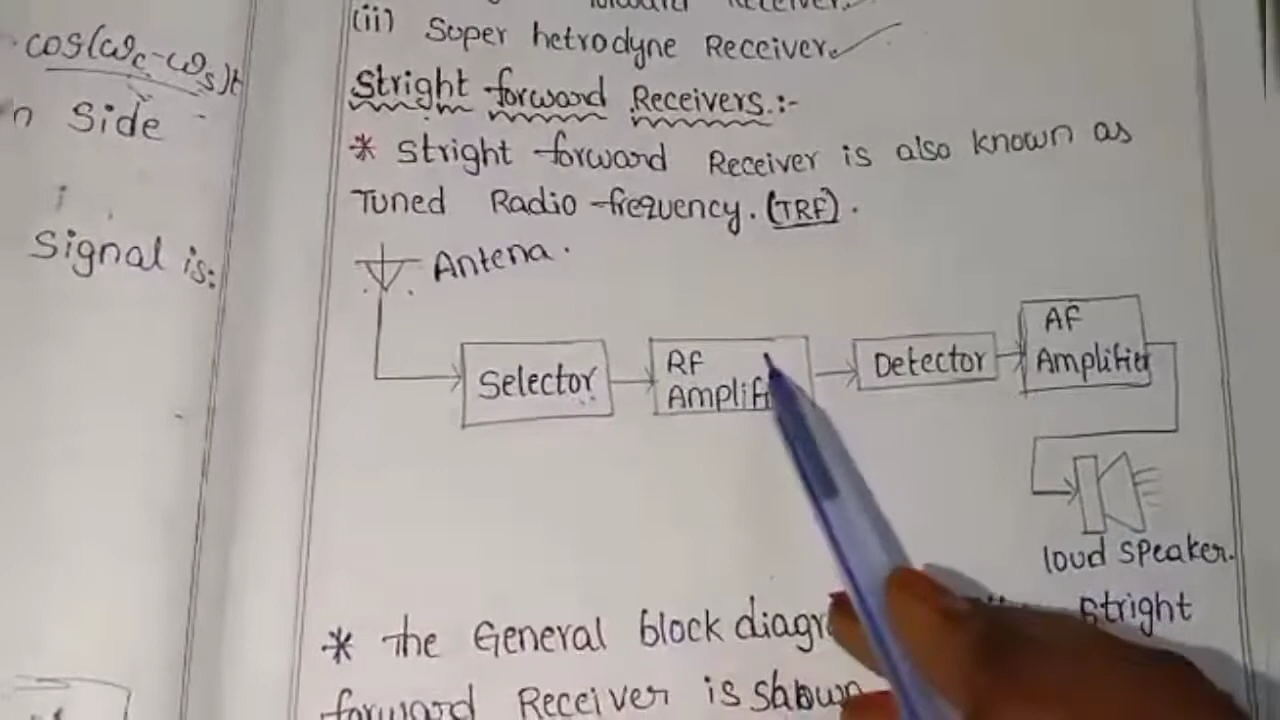 cos(ωc-ωs)t
n side
signal is:
forward Receiver.
(ii) Super hetrodyne Receiver.
Stright forward Receivers:-
* Stright forward Receiver is also known as
Tuned Radio-frequency. (TRF).
Antena.
Selector
RF
Amplifi
Detector
AF
Amplifier
loud speaker.
* the General block diagr stright
forward Receiver is shown